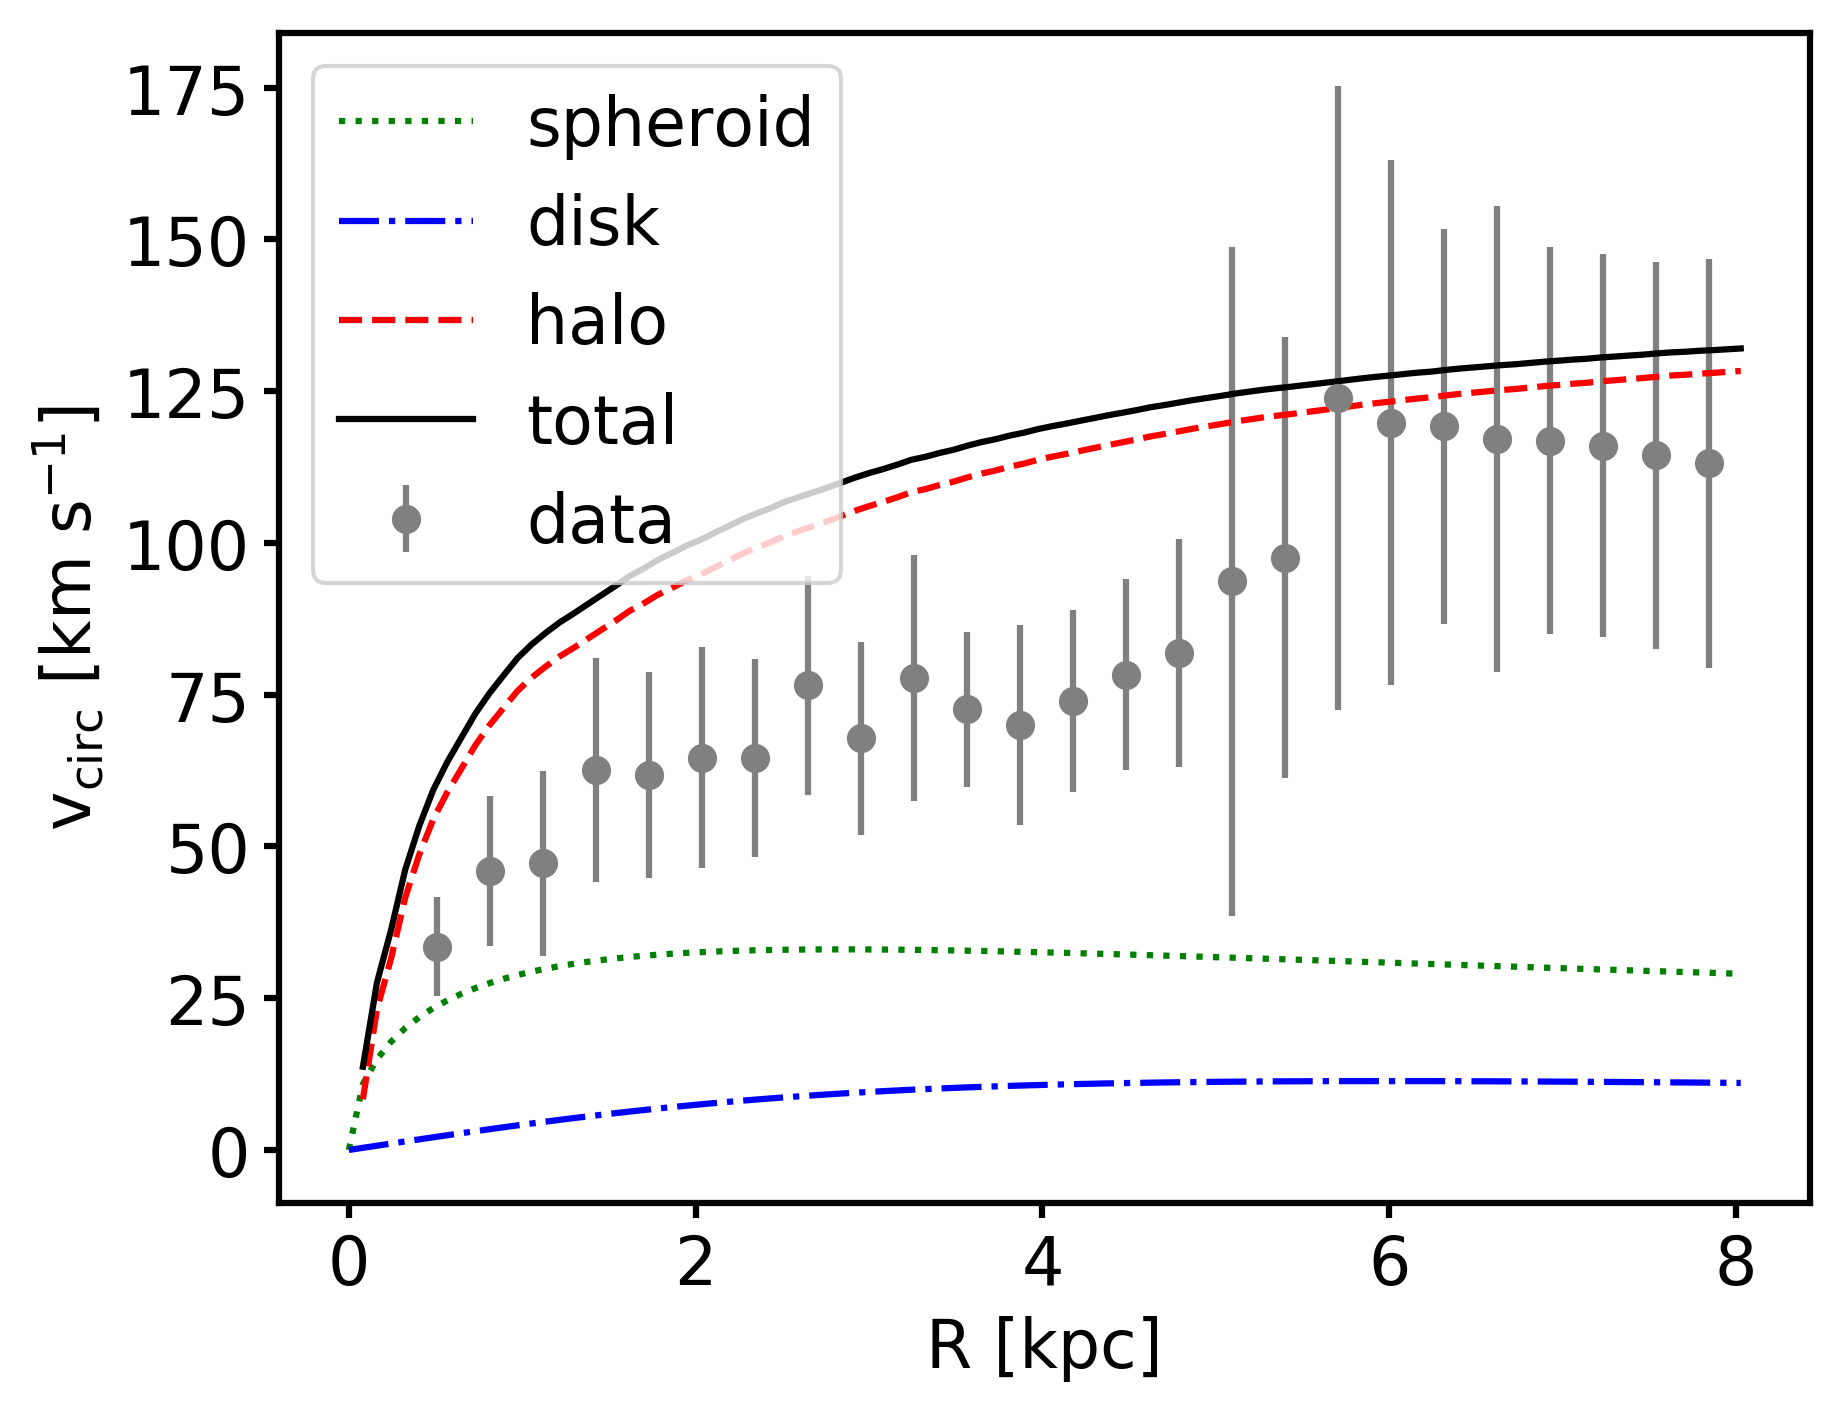 175
150
125
100
75
50
25
0
v_circ [km s⁻¹]
spheroid
disk
halo
total
data
0 2 4 6 8
R [kpc]